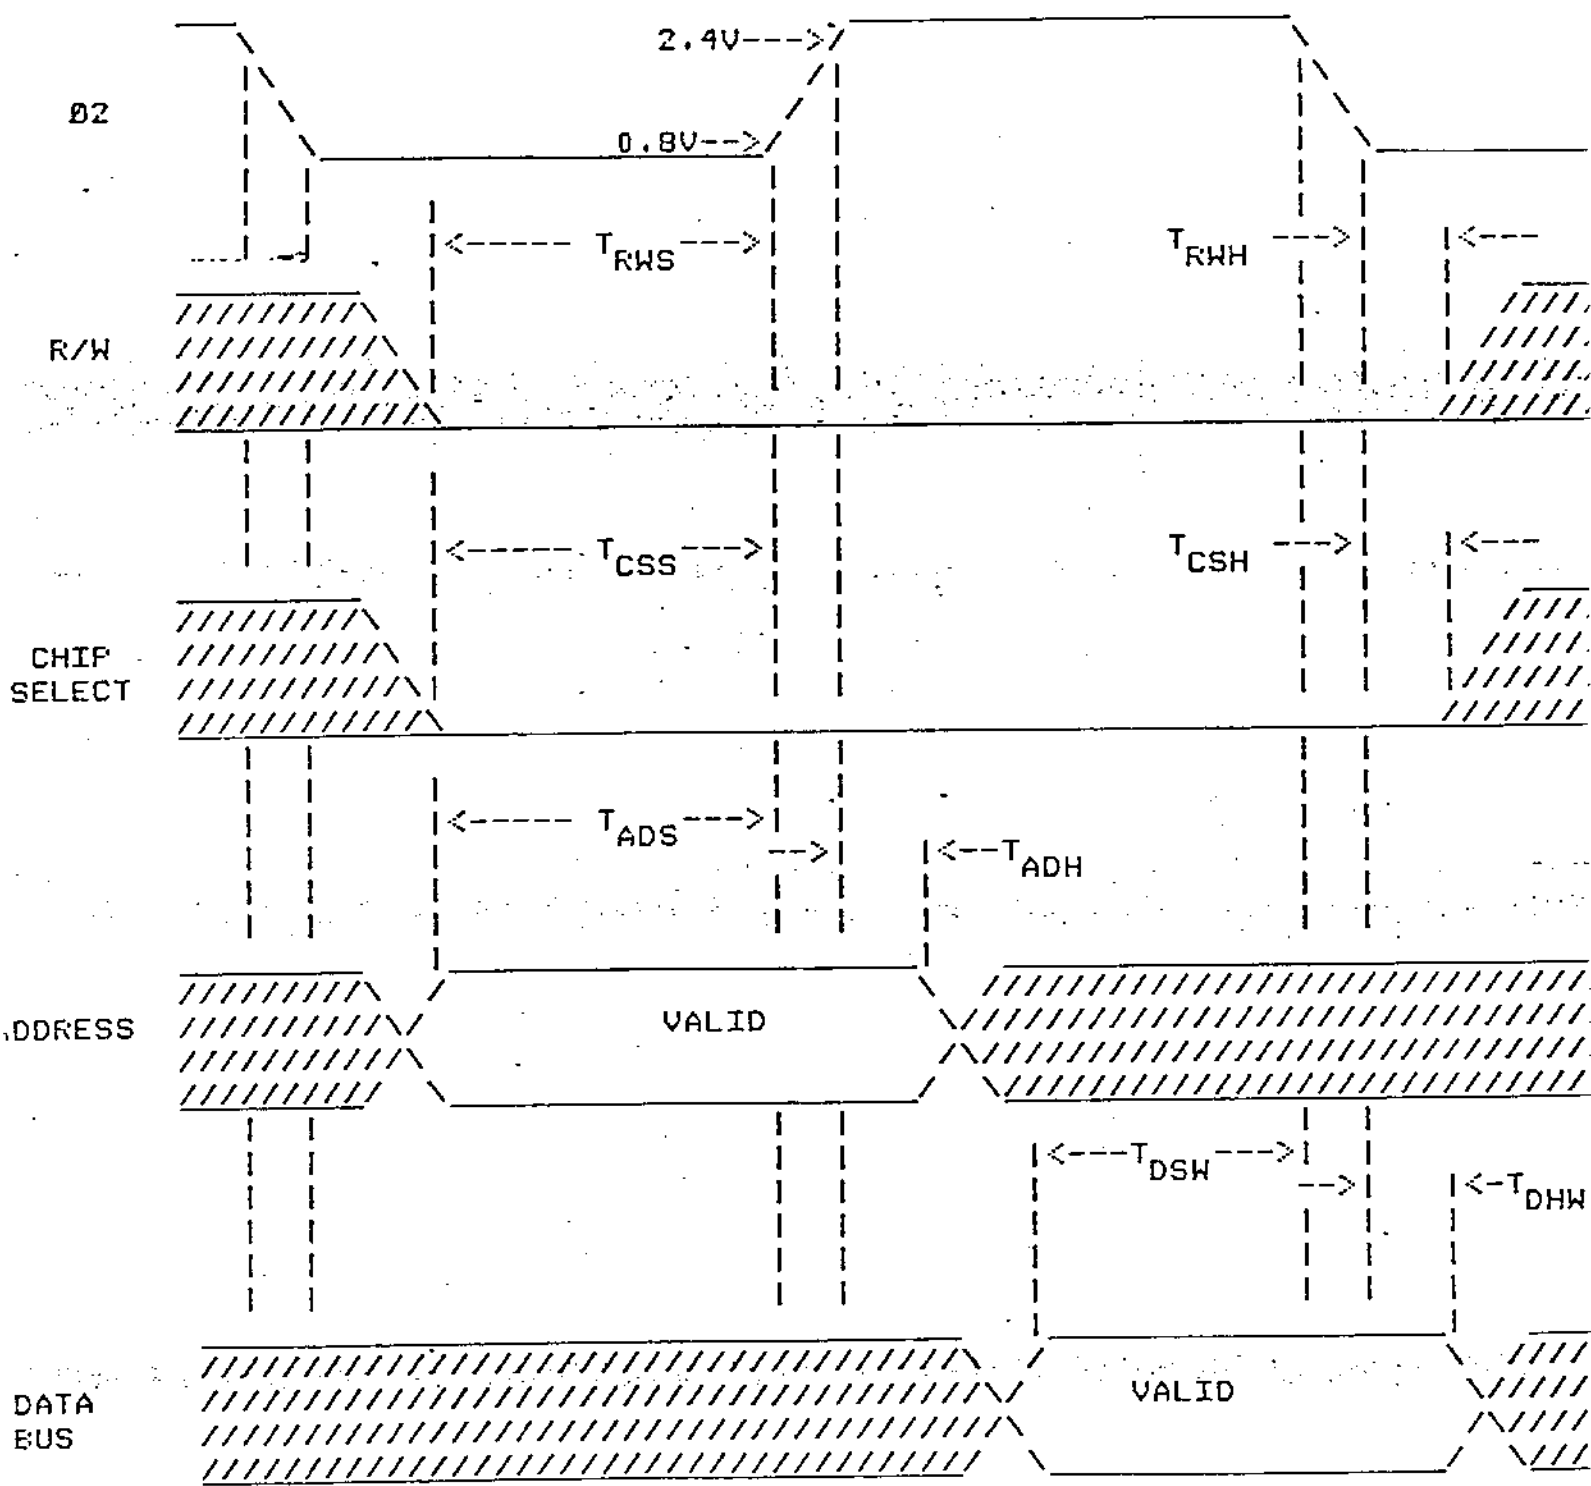 2.4V--->
Ø2
0.8V-->
<----- TRWS --->
TRWH ---> <---
R/W
<----- TCSS --->
TCSH ---> <---
CHIP
SELECT
<----- TADS --->
--> <--TADH
DDRESS
VALID
<---TDSW--->
--> <-TDHW
DATA
BUS
VALID